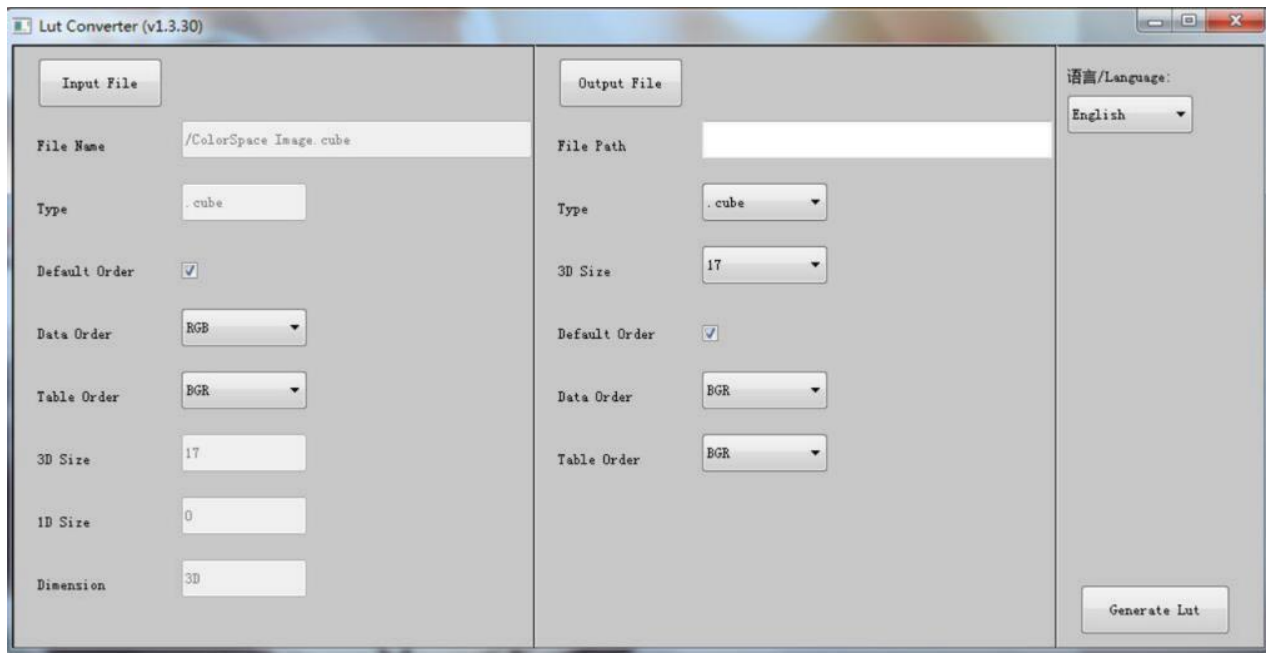 Lut Converter (v1.3.30)
Input File
File Name
/ColorSpace Image.cube
Type
.cube
Default Order
Data Order
RGB
Table Order
BGR
3D Size
17
1D Size
0
Dimension
3D
Output File
File Path
Type
.cube
3D Size
17
Default Order
Data Order
BGR
Table Order
BGR
语言/Language:
English
Generate Lut